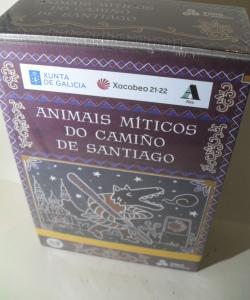 XUNTA
DE GALICIA
Xacobeo 21·22
A
ANIMAIS MÍTICOS
DO CAMIÑO
DE SANTIAGO